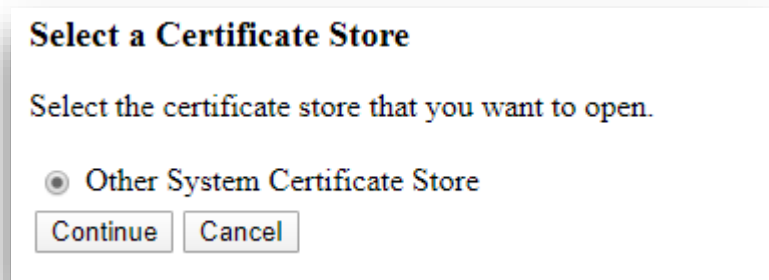 Select a Certificate Store
Select the certificate store that you want to open.
Other System Certificate Store
Continue Cancel